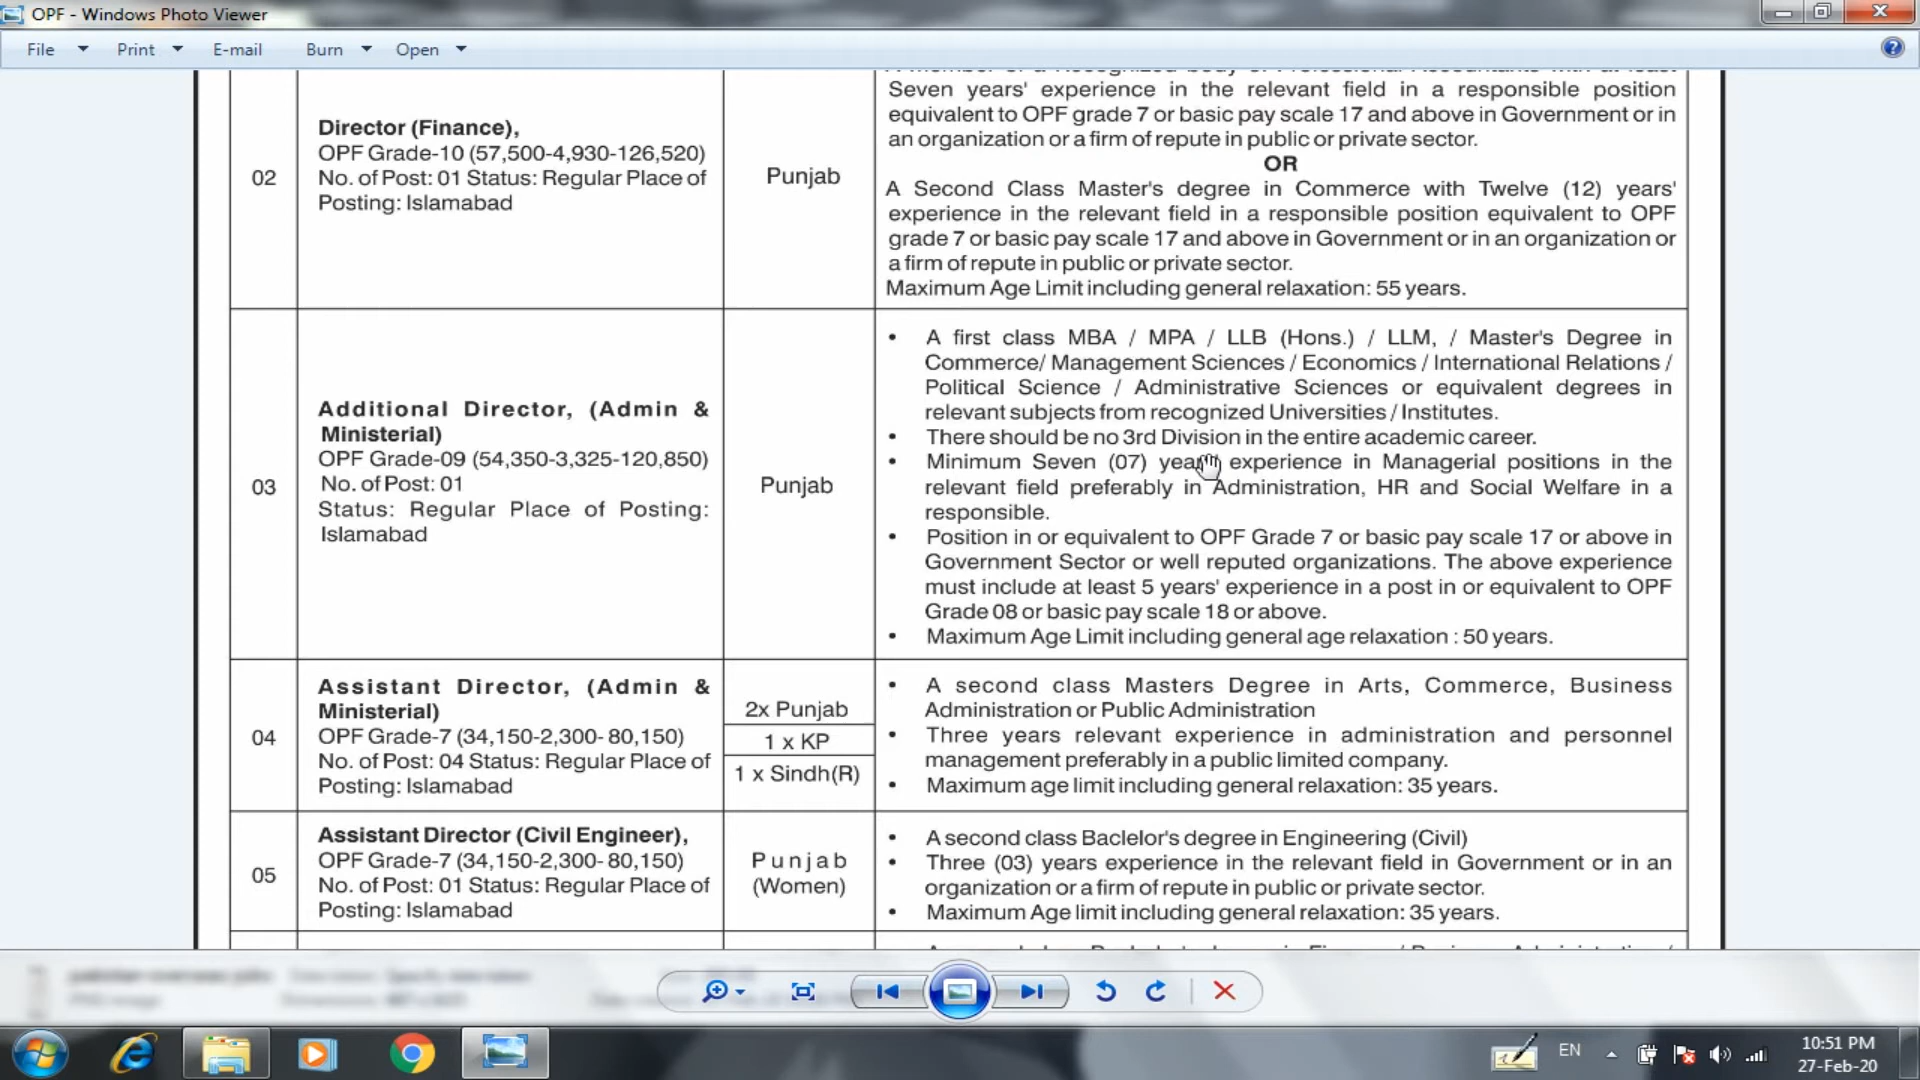 OPF - Windows Photo Viewer
File Print E-mail Burn Open
02
Director (Finance),
OPF Grade-10 (57,500-4,930-126,520)
No. of Post: 01 Status: Regular Place of
Posting: Islamabad
Punjab
Seven years' experience in the relevant field in a responsible position
equivalent to OPF grade 7 or basic pay scale 17 and above in Government or in
an organization or a firm of repute in public or private sector.
OR
A Second Class Master's degree in Commerce with Twelve (12) years'
experience in the relevant field in a responsible position equivalent to OPF
grade 7 or basic pay scale 17 and above in Government or in an organization or
a firm of repute in public or private sector.
Maximum Age Limit including general relaxation: 55 years.
03
Additional Director, (Admin &
Ministerial)
OPF Grade-09 (54,350-3,325-120,850)
No. of Post: 01
Status: Regular Place of Posting:
Islamabad
Punjab
• A first class MBA / MPA / LLB (Hons.) / LLM, / Master's Degree in
Commerce/ Management Sciences / Economics / International Relations /
Political Science / Administrative Sciences or equivalent degrees in
relevant subjects from recognized Universities / Institutes.
• There should be no 3rd Division in the entire academic career.
• Minimum Seven (07) years experience in Managerial positions in the
relevant field preferably in Administration, HR and Social Welfare in a
responsible.
• Position in or equivalent to OPF Grade 7 or basic pay scale 17 or above in
Government Sector or well reputed organizations. The above experience
must include at least 5 years' experience in a post in or equivalent to OPF
Grade 08 or basic pay scale 18 or above.
• Maximum Age Limit including general age relaxation : 50 years.
04
Assistant Director, (Admin &
Ministerial)
OPF Grade-7 (34,150-2,300- 80,150)
No. of Post: 04 Status: Regular Place of
Posting: Islamabad
2x Punjab
1 x KP
1 x Sindh(R)
• A second class Masters Degree in Arts, Commerce, Business
Administration or Public Administration
• Three years relevant experience in administration and personnel
management preferably in a public limited company.
• Maximum age limit including general relaxation: 35 years.
05
Assistant Director (Civil Engineer),
OPF Grade-7 (34,150-2,300- 80,150)
No. of Post: 01 Status: Regular Place of
Posting: Islamabad
Punjab
(Women)
• A second class Baclelor's degree in Engineering (Civil)
• Three (03) years experience in the relevant field in Government or in an
organization or a firm of repute in public or private sector.
• Maximum Age limit including general relaxation: 35 years.
EN
10:51 PM
27-Feb-20